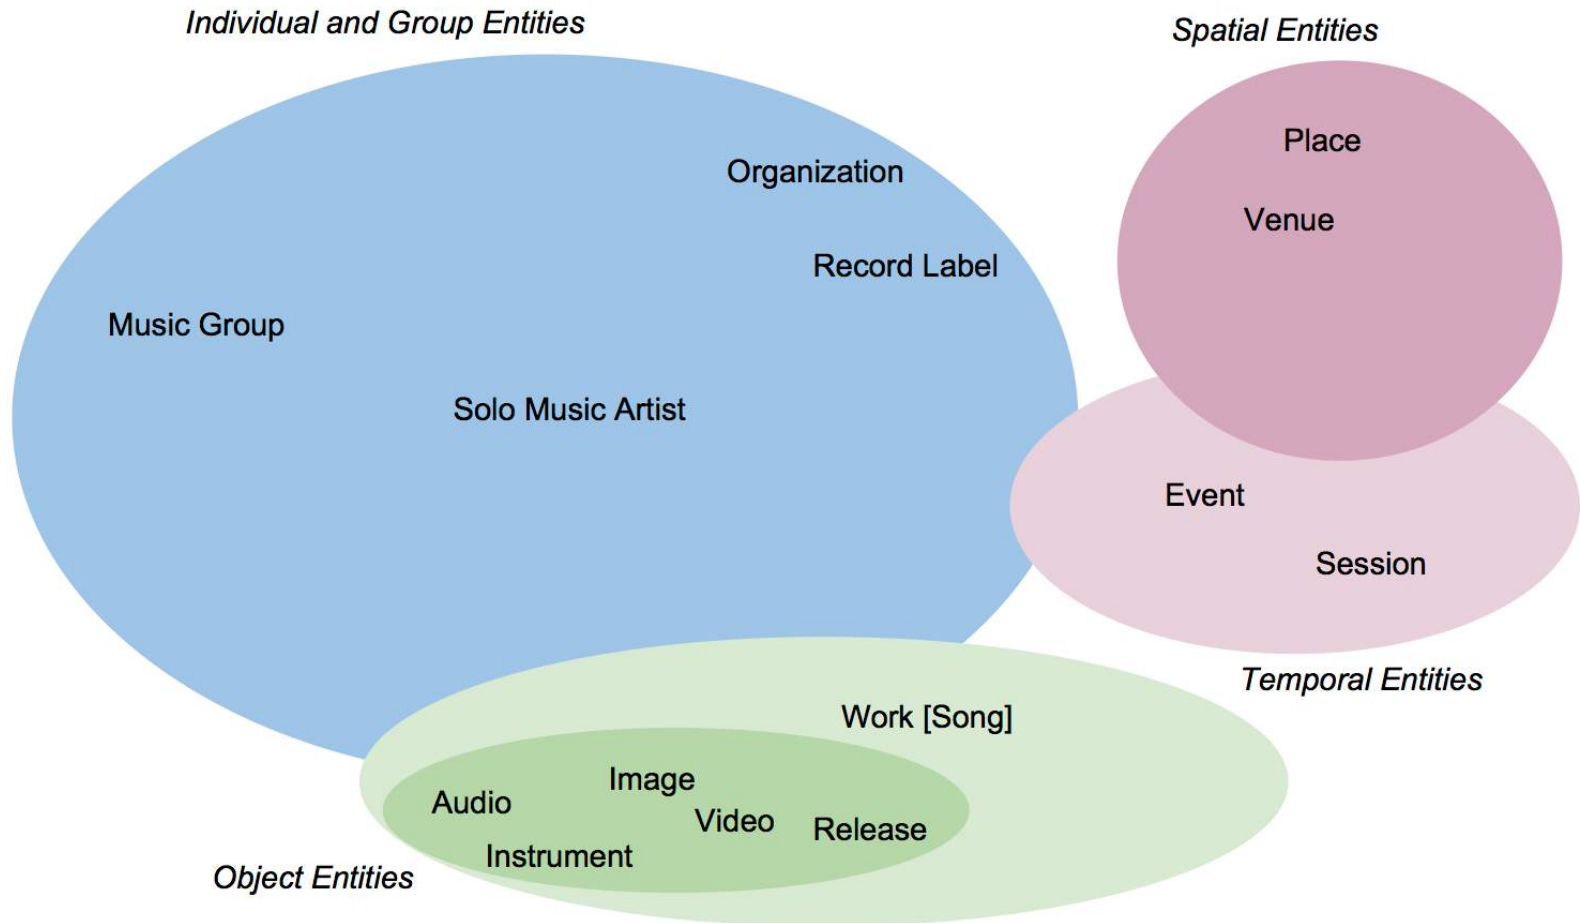 Individual and Group Entities
Spatial Entities
Place
Organization
Venue
Record Label
Music Group
Solo Music Artist
Event
Session
Temporal Entities
Work [Song]
Image
Audio
Video
Release
Instrument
Object Entities